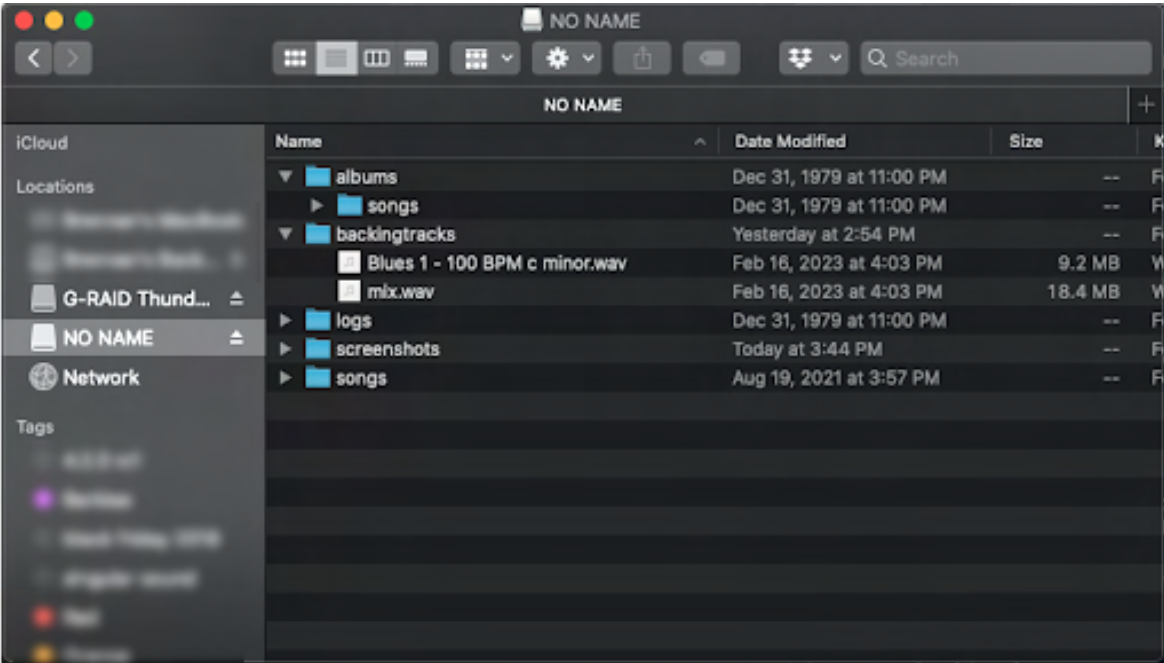 NO NAME
Search
NO NAME
iCloud
Locations
G-RAID Thund...
NO NAME
Network
Tags
Name Date Modified Size K
albums Dec 31, 1979 at 11:00 PM -- F
songs Dec 31, 1979 at 11:00 PM -- F
backingtracks Yesterday at 2:54 PM -- F
Blues 1 - 100 BPM c minor.wav Feb 16, 2023 at 4:03 PM 9.2 MB W
mix.wav Feb 16, 2023 at 4:03 PM 18.4 MB W
logs Dec 31, 1979 at 11:00 PM -- F
screenshots Today at 3:44 PM -- F
songs Aug 19, 2021 at 3:57 PM -- F